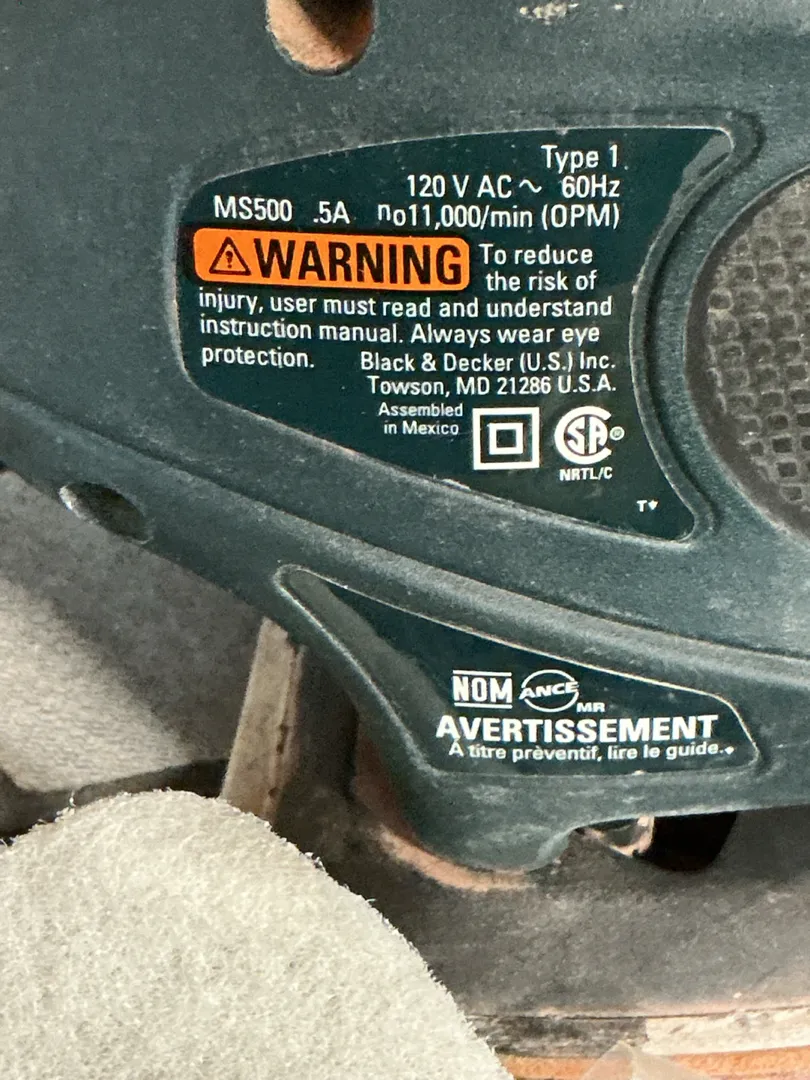 Type 1
120 V AC ~ 60Hz
MS500 .5A no11,000/min (OPM)
⚠WARNING To reduce
the risk of
injury, user must read and understand
instruction manual. Always wear eye
protection. Black & Decker (U.S.) Inc.
Towson, MD 21286 U.S.A.
Assembled
in Mexico
SA®
NRTL/C
T
NOM ANCE
MR
AVERTISSEMENT
À titre prèventif, lire le guide.